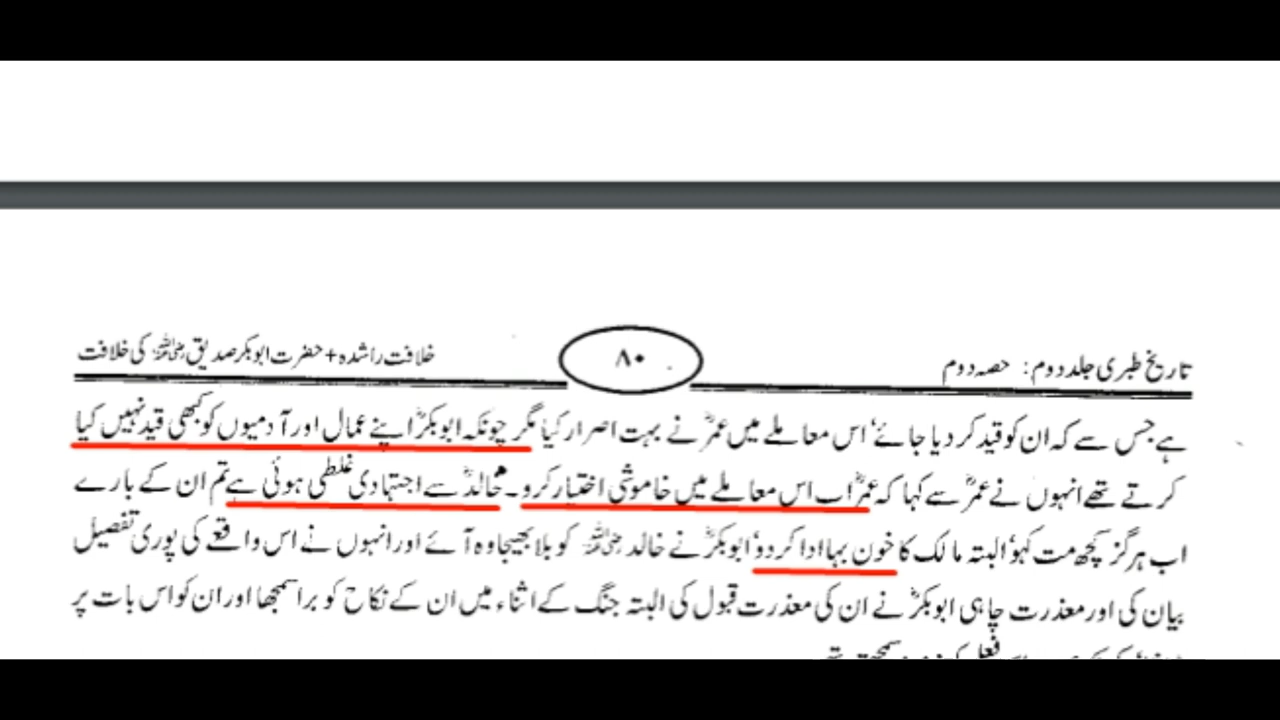 تاریخ طبری جلد دوم: حصہ دوم
۸۰
خلافت راشدہ + حضرت ابوبکر صدیق رضی اللہ عنہ کی خلافت
ہے جس سے کہ ان کو قید کر دیا جائے‘ اس معاملے میں عمرؓ نے بہت اصرار کیا مگر چونکہ ابوبکرؓ اپنے عمال اور آدمیوں کو کبھی قید نہیں کیا
کرتے تھے انہوں نے عمرؓ سے کہا کہ عمرؓ اب اس معاملے میں خاموشی اختیار کرو۔ خالدؓ سے اجتہادی غلطی ہوئی ہے تم ان کے بارے
اب ہرگز کچھ مت کہو‘ البتہ مالک کا خون بہا ادا کر دو‘ ابوبکرؓ نے خالد رضی اللہ عنہ کو بلا بھیجا وہ آئے اور انہوں نے اس واقعے کی پوری تفصیل
بیان کی اور معذرت چاہی ابوبکرؓ نے ان کی معذرت قبول کی البتہ جنگ کے اثناء میں ان کے نکاح کو برا سمجھا اور ان کو اس بات پر